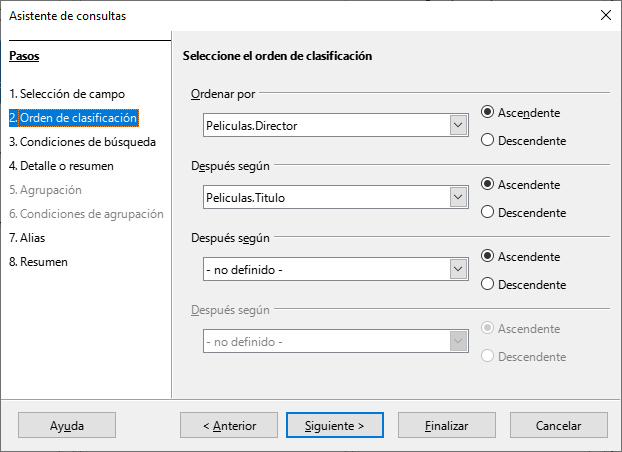 Asistente de consultas
Pasos
1. Selección de campo
2. Orden de clasificación
3. Condiciones de búsqueda
4. Detalle o resumen
5. Agrupación
6. Condiciones de agrupación
7. Alias
8. Resumen
Seleccione el orden de clasificación
Ordenar por
Peliculas.Director
Ascendente
Descendente
Después según
Peliculas.Titulo
Ascendente
Descendente
Después según
- no definido -
Ascendente
Descendente
Después según
- no definido -
Ascendente
Descendente
Ayuda
< Anterior
Siguiente >
Finalizar
Cancelar